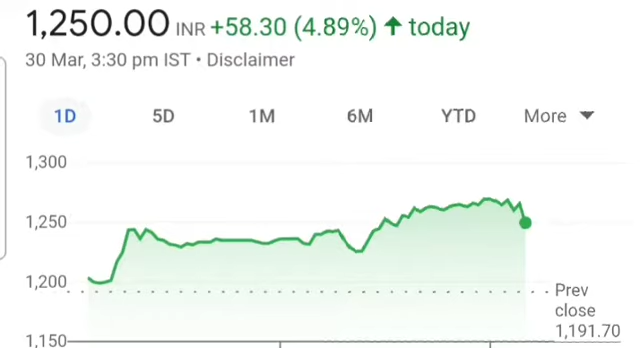 1,250.00 INR +58.30 (4.89%) ↑ today
30 Mar, 3:30 pm IST • Disclaimer
1D 5D 1M 6M YTD More
1,300
1,250
1,200
Prev
close
1,191.70
1,150